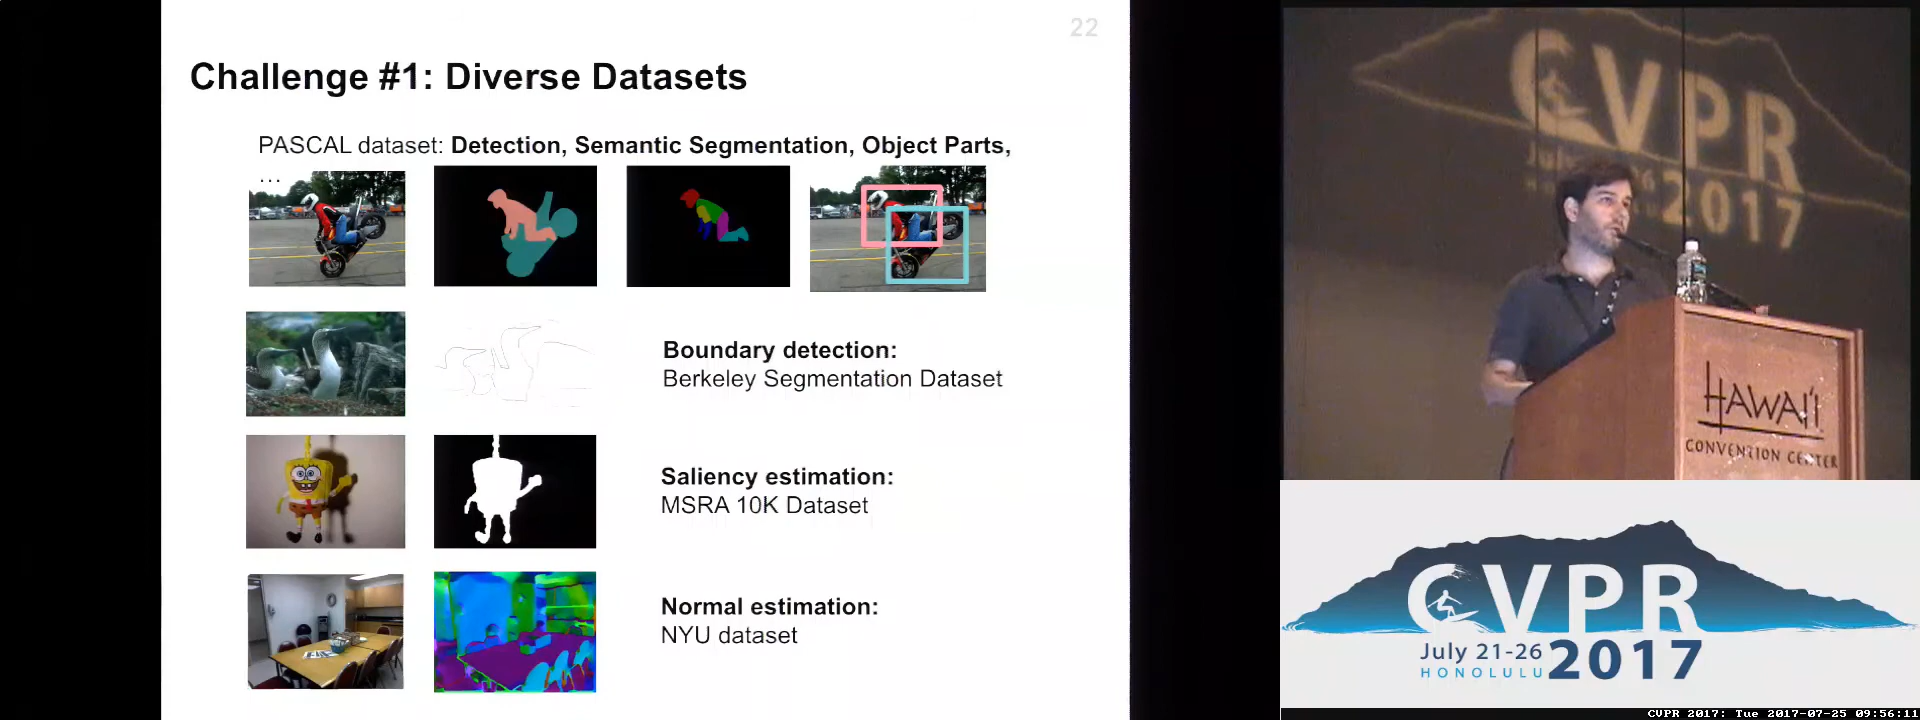 22
Challenge #1: Diverse Datasets
PASCAL dataset: Detection, Semantic Segmentation, Object Parts,
...
Boundary detection:
Berkeley Segmentation Dataset
Saliency estimation:
MSRA 10K Dataset
Normal estimation:
NYU dataset
CVPR
2017
HAWAI'I
CONVENTION CENTER
CVPR
July 21-26
HONOLULU
2017
CVPR 2017: Tue 2017-07-25 09:56:11